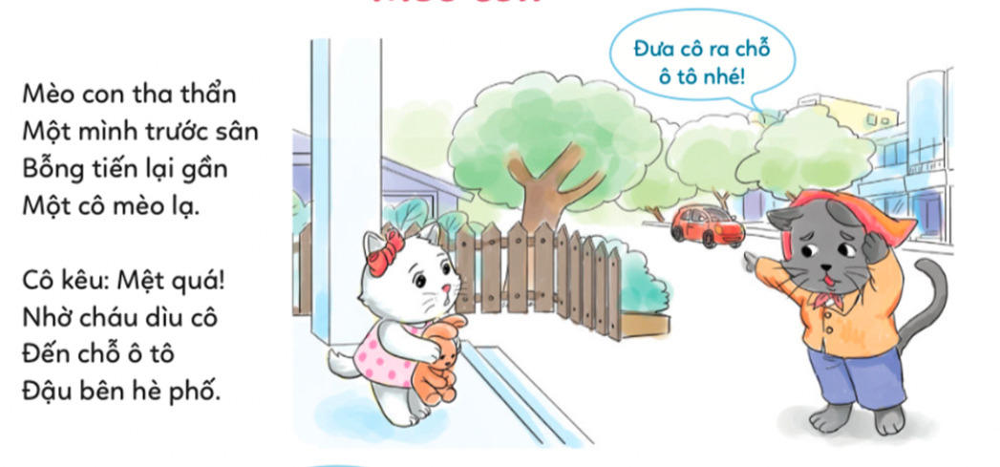 Mèo con tha thẩn
Một mình trước sân
Bỗng tiến lại gần
Một cô mèo lạ.
Cô kêu: Mệt quá!
Nhờ cháu dìu cô
Đến chỗ ô tô
Đậu bên hè phố.
Đưa cô ra chỗ
ô tô nhé!